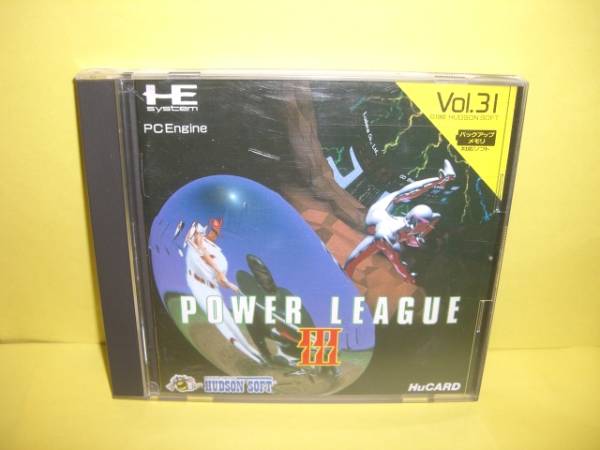 HE
system
PC Engine
Vol.31
HUDSON SOFT
バックアップ
メモリ
対応ソフト
POWER LEAGUE
III
HUDSON SOFT
HuCARD